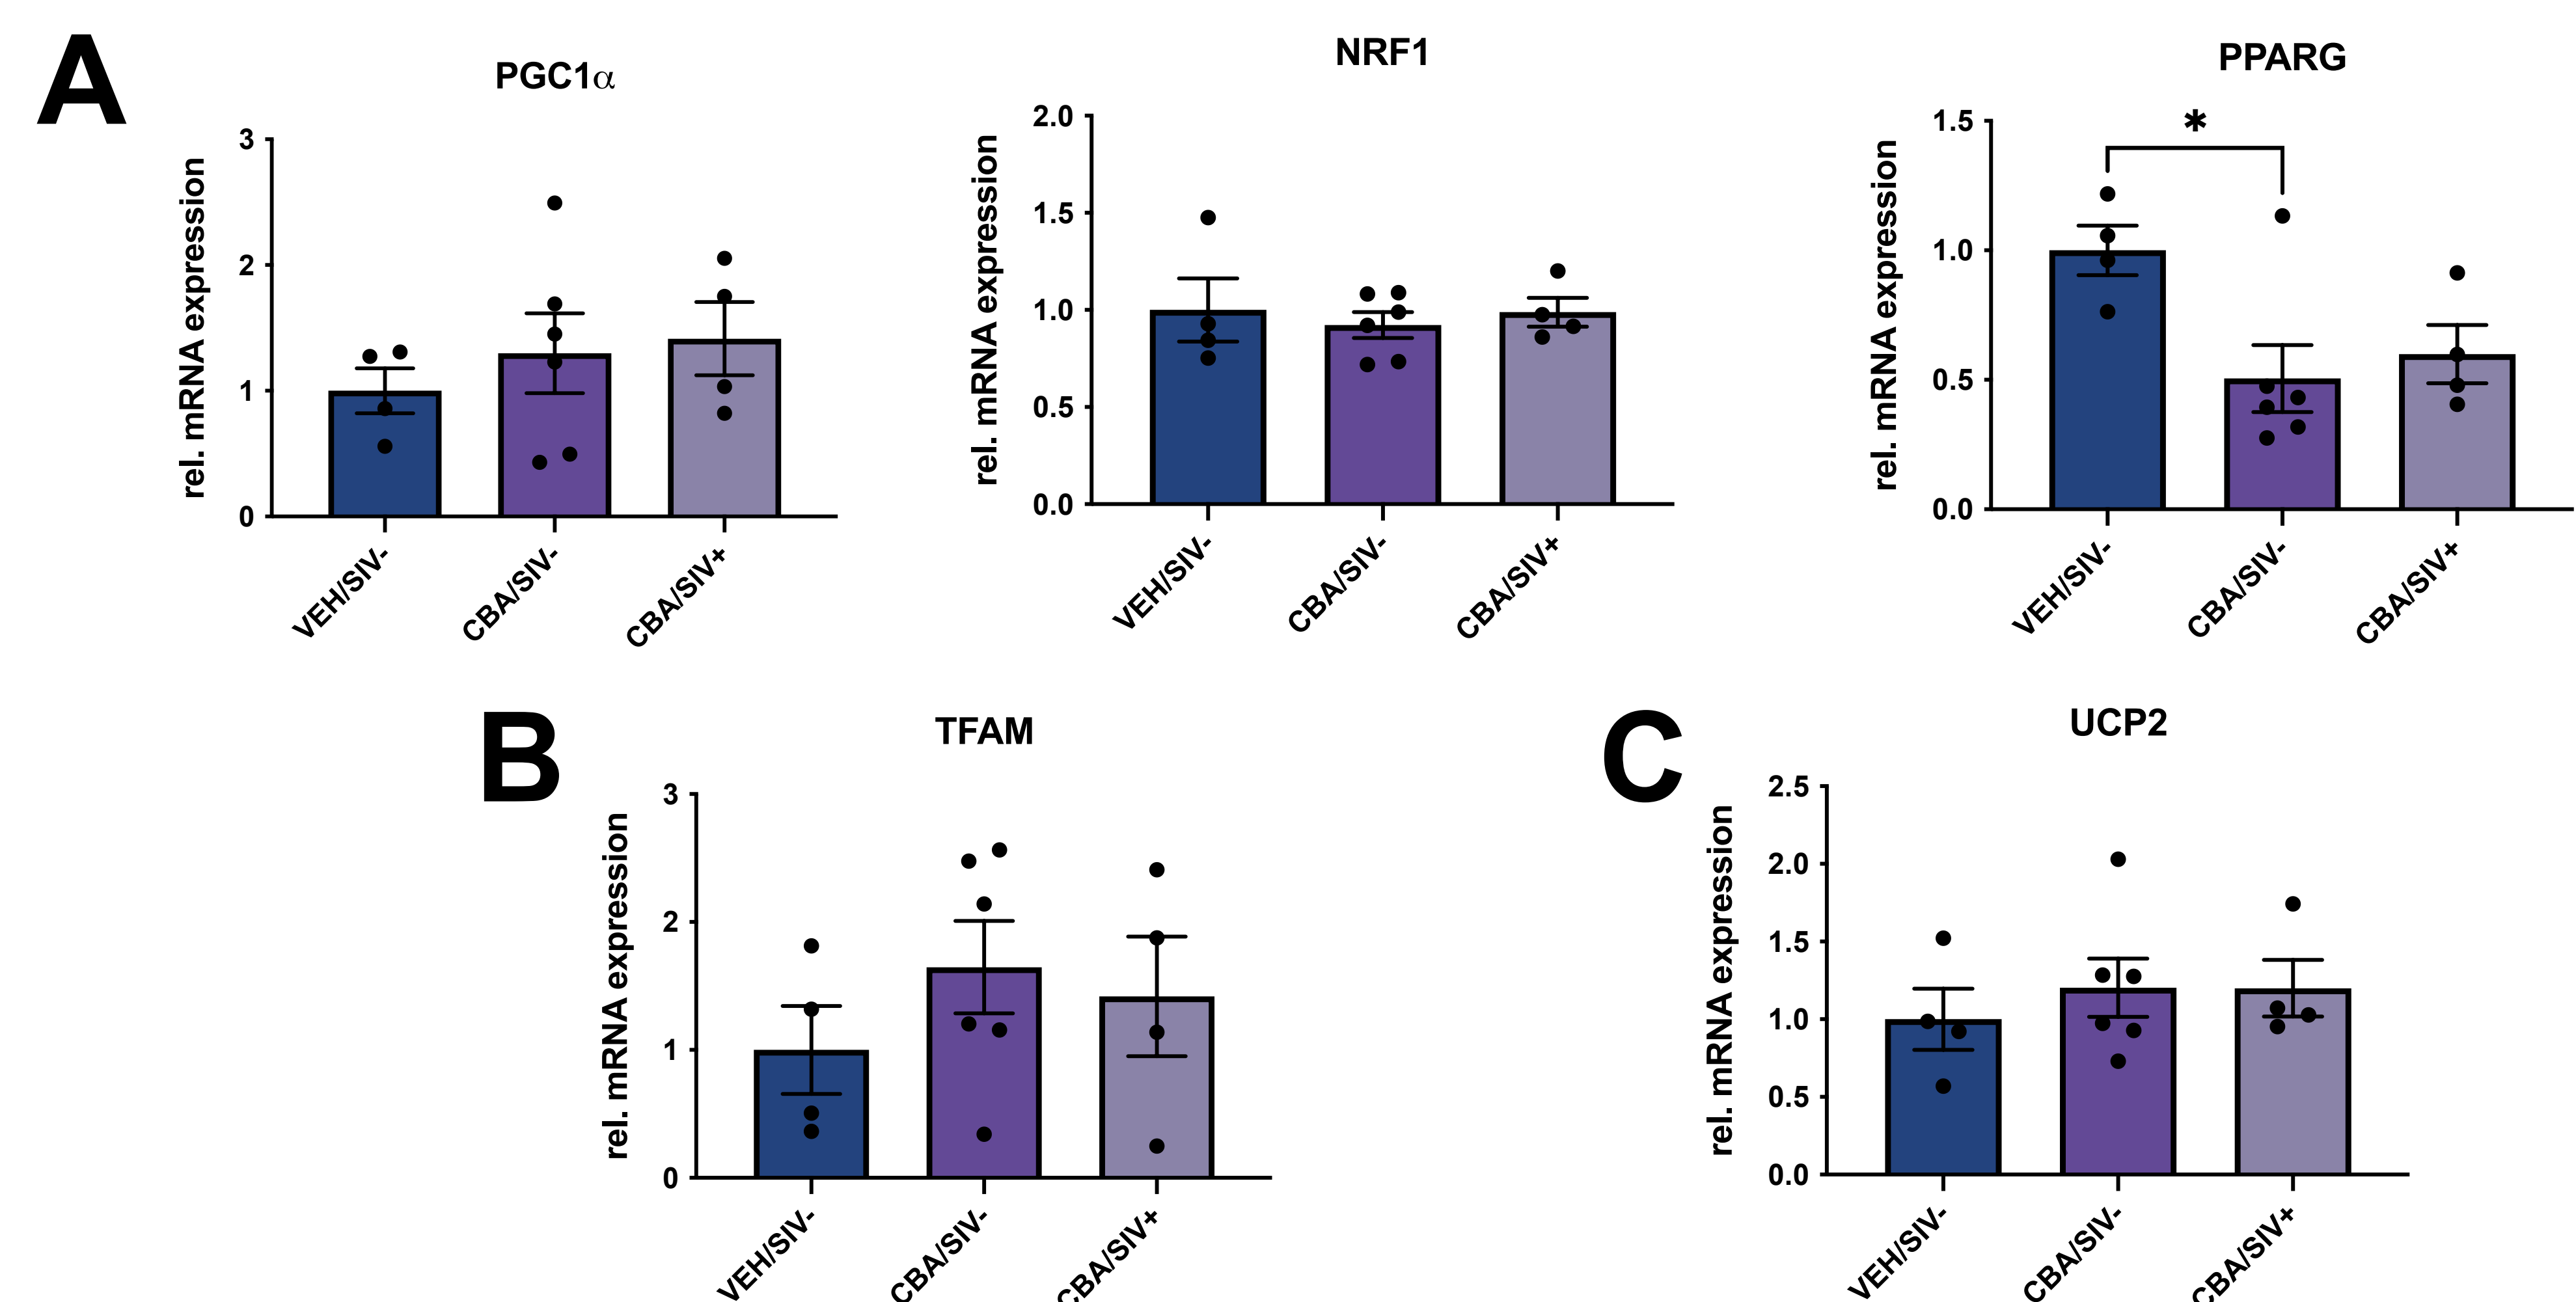 A
PGC1α
rel. mRNA expression
3
2
1
0
VEH/SIV-
CBA/SIV-
CBA/SIV+
NRF1
rel. mRNA expression
2.0
1.5
1.0
0.5
0.0
VEH/SIV-
CBA/SIV-
CBA/SIV+
PPARG
rel. mRNA expression
1.5
1.0
0.5
0.0
*
VEH/SIV-
CBA/SIV-
CBA/SIV+
B
TFAM
rel. mRNA expression
3
2
1
0
VEH/SIV-
CBA/SIV-
CBA/SIV+
C
UCP2
rel. mRNA expression
2.5
2.0
1.5
1.0
0.5
0.0
VEH/SIV-
CBA/SIV-
CBA/SIV+